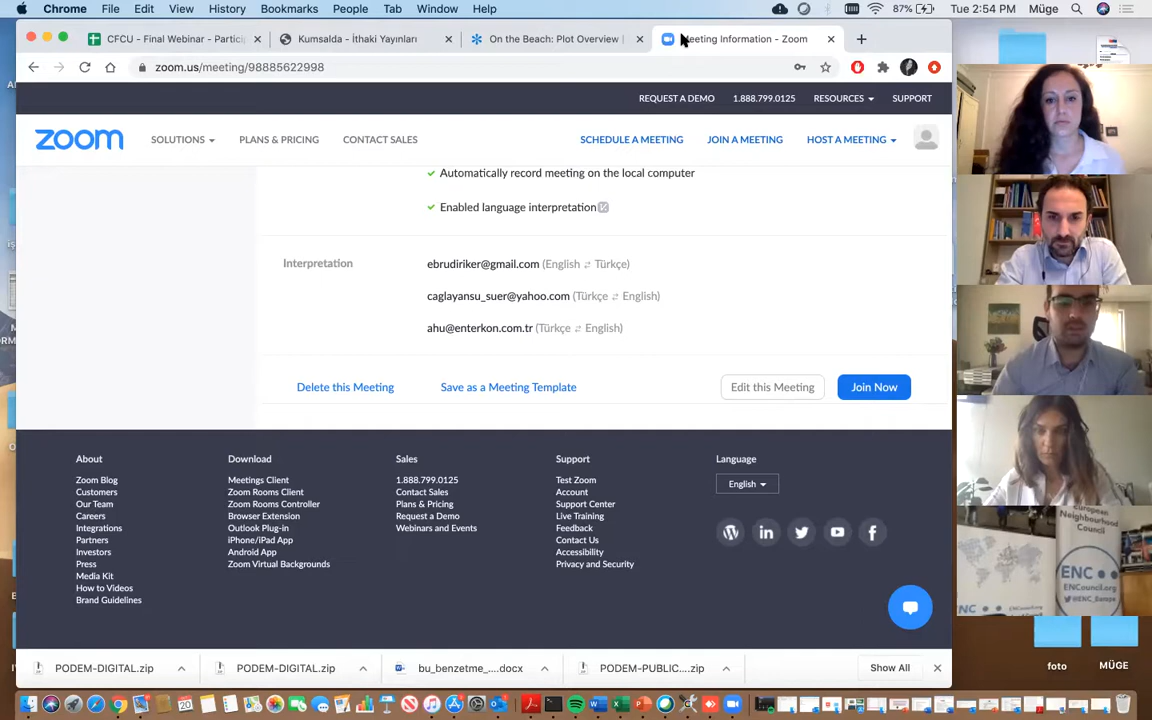 Chrome File Edit View History Bookmarks People Tab Window Help 87% Tue 2:54 PM Müge
CFCU - Final Webinar - Partici Kumsalda - İthaki Yayınları On the Beach: Plot Overview | Meeting Information - Zoom
zoom.us/meeting/98885622998
REQUEST A DEMO 1.888.799.0125 RESOURCES SUPPORT
zoom SOLUTIONS PLANS & PRICING CONTACT SALES SCHEDULE A MEETING JOIN A MEETING HOST A MEETING
Automatically record meeting on the local computer
Enabled language interpretation
Interpretation ebrudiriker@gmail.com (English ⇄ Türkçe)
caglayansu_suer@yahoo.com (Türkçe ⇄ English)
ahu@enterkon.com.tr (Türkçe ⇄ English)
Delete this Meeting Save as a Meeting Template Edit this Meeting Join Now
About
Zoom Blog
Customers
Our Team
Careers
Integrations
Partners
Investors
Press
Media Kit
How to Videos
Brand Guidelines
Download
Meetings Client
Zoom Rooms Client
Zoom Rooms Controller
Browser Extension
Outlook Plug-in
iPhone/iPad App
Android App
Zoom Virtual Backgrounds
Sales
1.888.799.0125
Contact Sales
Plans & Pricing
Request a Demo
Webinars and Events
Support
Test Zoom
Account
Support Center
Live Training
Feedback
Contact Us
Accessibility
Privacy and Security
Language
English
European
Neighbourhood
Council
ENC
ENCouncil.org
@ENC_Europe
ENC
foto MÜGE
PODEM-DIGITAL.zip PODEM-DIGITAL.zip bu_benzetme_....docx PODEM-PUBLIC....zip Show All